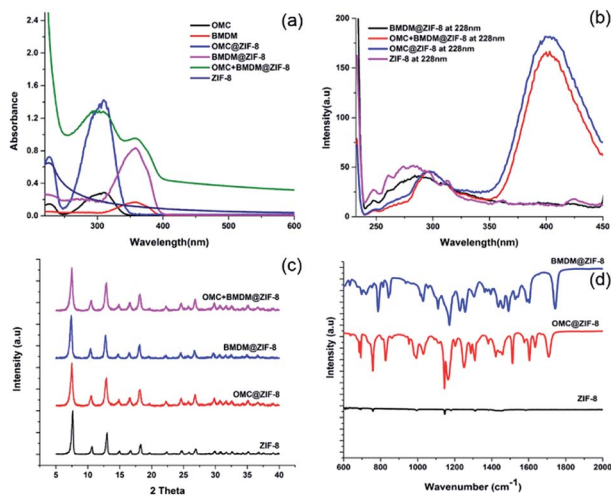 (a)
OMC
BMDM
OMC@ZIF-8
BMDM@ZIF-8
OMC+BMDM@ZIF-8
ZIF-8
Absorbance
2.4
2.0
1.6
1.2
0.8
0.4
0.0
300
400
500
600
Wavelength(nm)
(b)
BMDM@ZIF-8 at 228nm
OMC+BMDM@ZIF-8 at 228nm
OMC@ZIF-8 at 228nm
ZIF-8 at 228nm
Intensity(a.u)
200
150
100
50
0
250
300
350
400
450
Wavelength(nm)
(c)
OMC+BMDM@ZIF-8
BMDM@ZIF-8
OMC@ZIF-8
ZIF-8
Intensity (a.u)
5
10
15
20
25
30
35
40
2 Theta
(d)
BMDM@ZIF-8
OMC@ZIF-8
ZIF-8
Intensity (a.u)
600
800
1000
1200
1400
1600
1800
2000
Wavenumber (cm⁻¹)